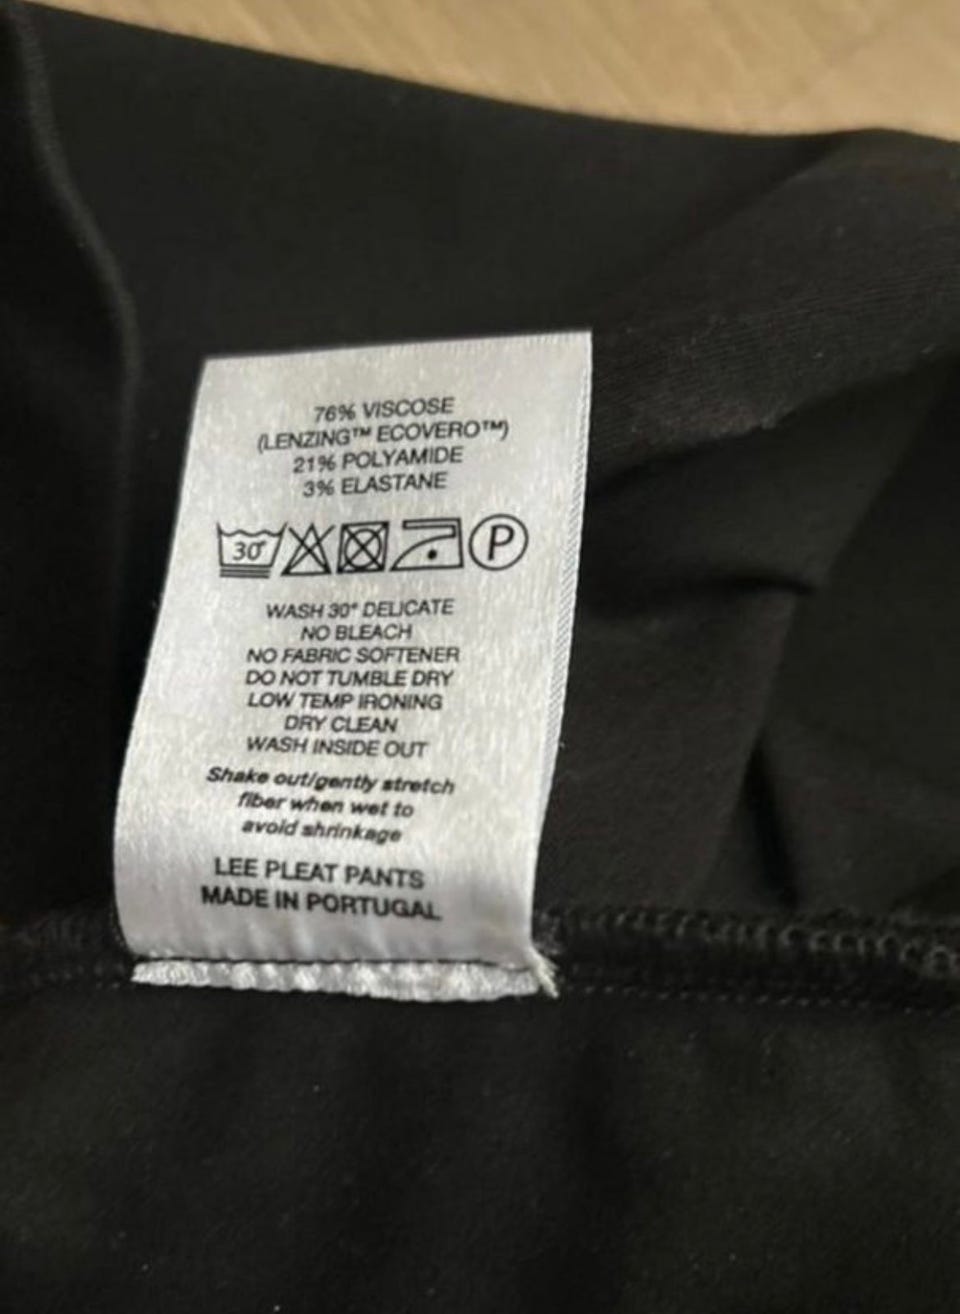 76% VISCOSE
(LENZING™ ECOVERO™)
21% POLYAMIDE
3% ELASTANE
30° P
WASH 30° DELICATE
NO BLEACH
NO FABRIC SOFTENER
DO NOT TUMBLE DRY
LOW TEMP IRONING
DRY CLEAN
WASH INSIDE OUT
Shake out/gently stretch
fiber when wet to
avoid shrinkage
LEE PLEAT PANTS
MADE IN PORTUGAL